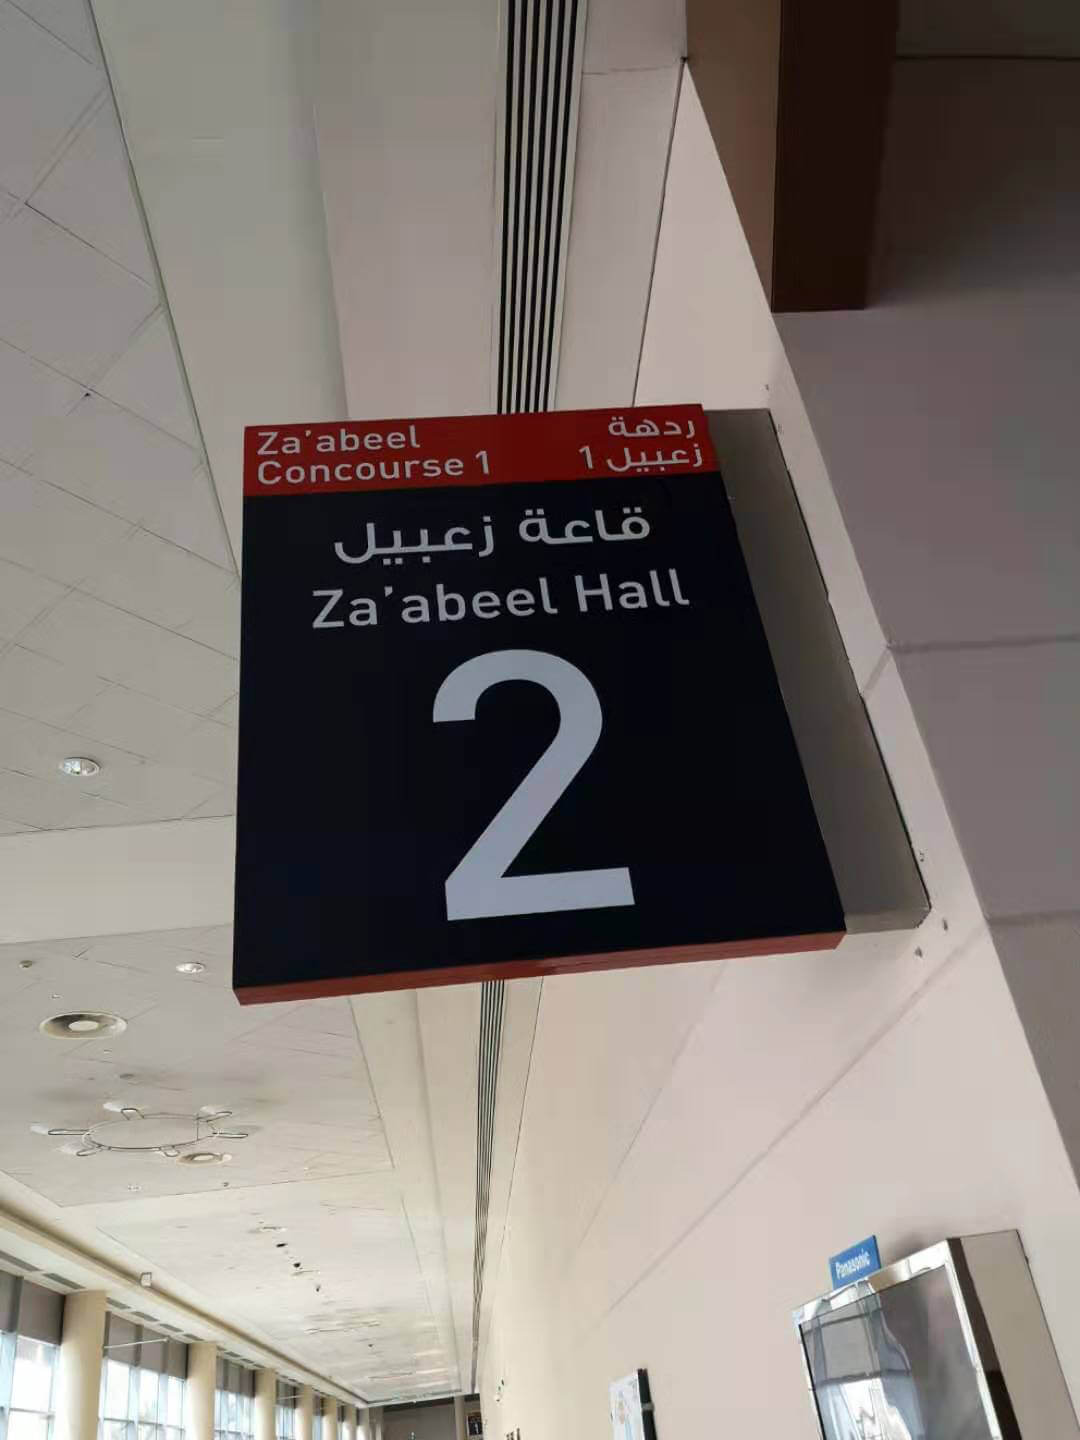 Za'abeel
Concourse 1
ردهة
زعبيل 1
قاعة زعبيل
Za'abeel Hall
2
Panasonic